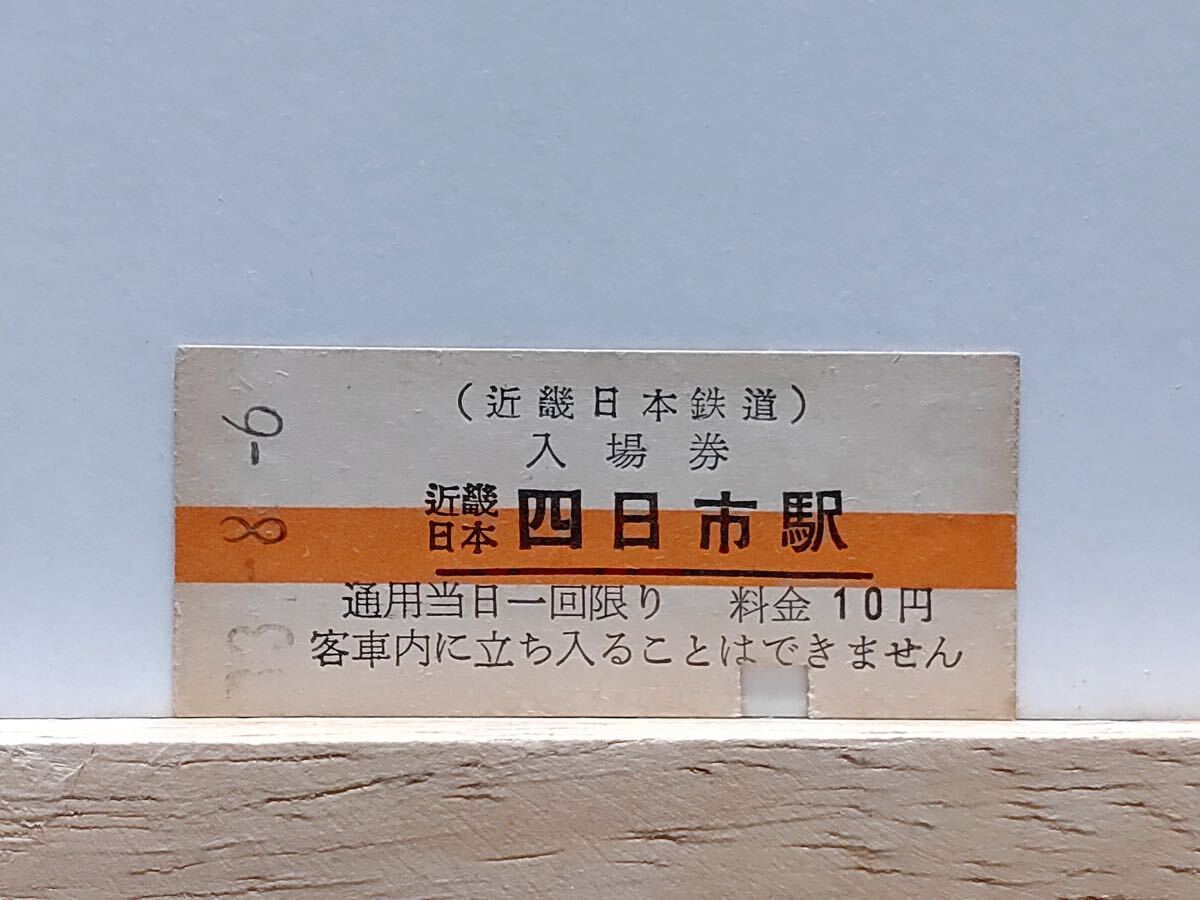 (近畿日本鉄道)
入場券
近畿日本 四日市駅
通用当日一回限り 料金10円
客車内に立ち入ることはできません
-8.-6